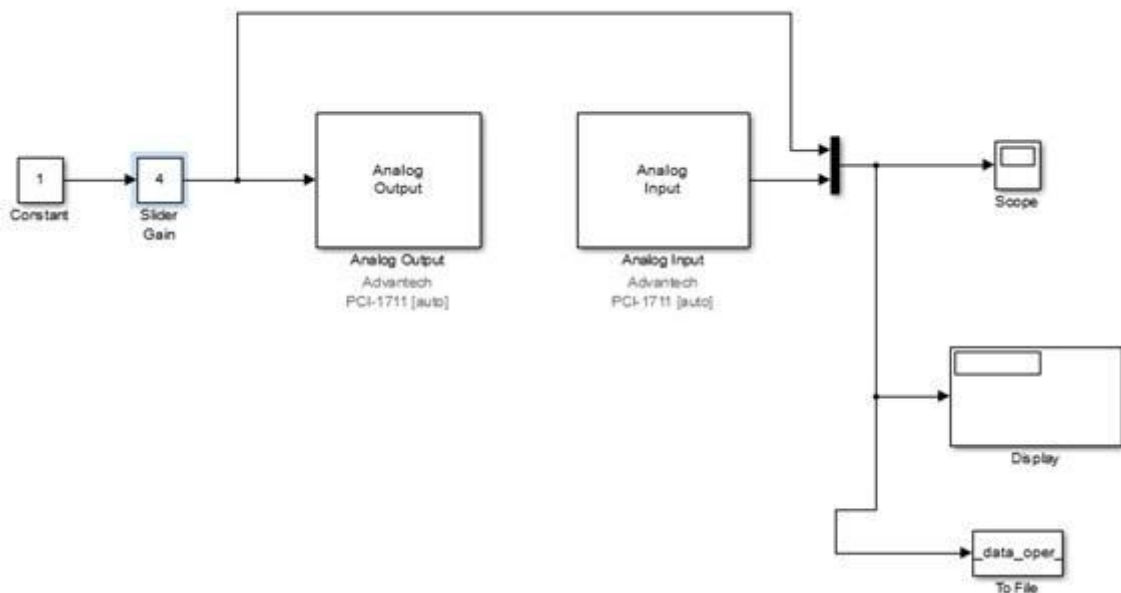 1
Constant
4
Slider
Gain
Analog
Output
Analog Output
Advantech
PCI-1711 [auto]
Analog
Input
Analog Input
Advantech
PCI-1711 [auto]
Scope
Display
_data_oper_
To File